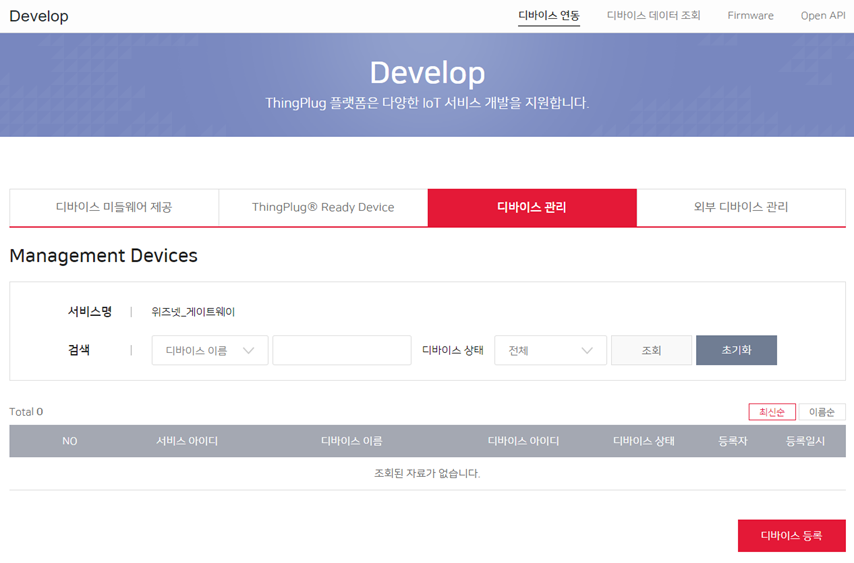 Develop 디바이스 연동 디바이스 데이터 조회 Firmware Open API
Develop
ThingPlug 플랫폼은 다양한 IoT 서비스 개발을 지원합니다.
디바이스 미들웨어 제공 ThingPlug® Ready Device 디바이스 관리 외부 디바이스 관리
Management Devices
서비스명 | 위즈넷_게이트웨이
검색 | 디바이스 이름 디바이스 상태 전체 조회 초기화
Total 0 최신순 이름순
NO 서비스 아이디 디바이스 이름 디바이스 아이디 디바이스 상태 등록자 등록일시
조회된 자료가 없습니다.
디바이스 등록